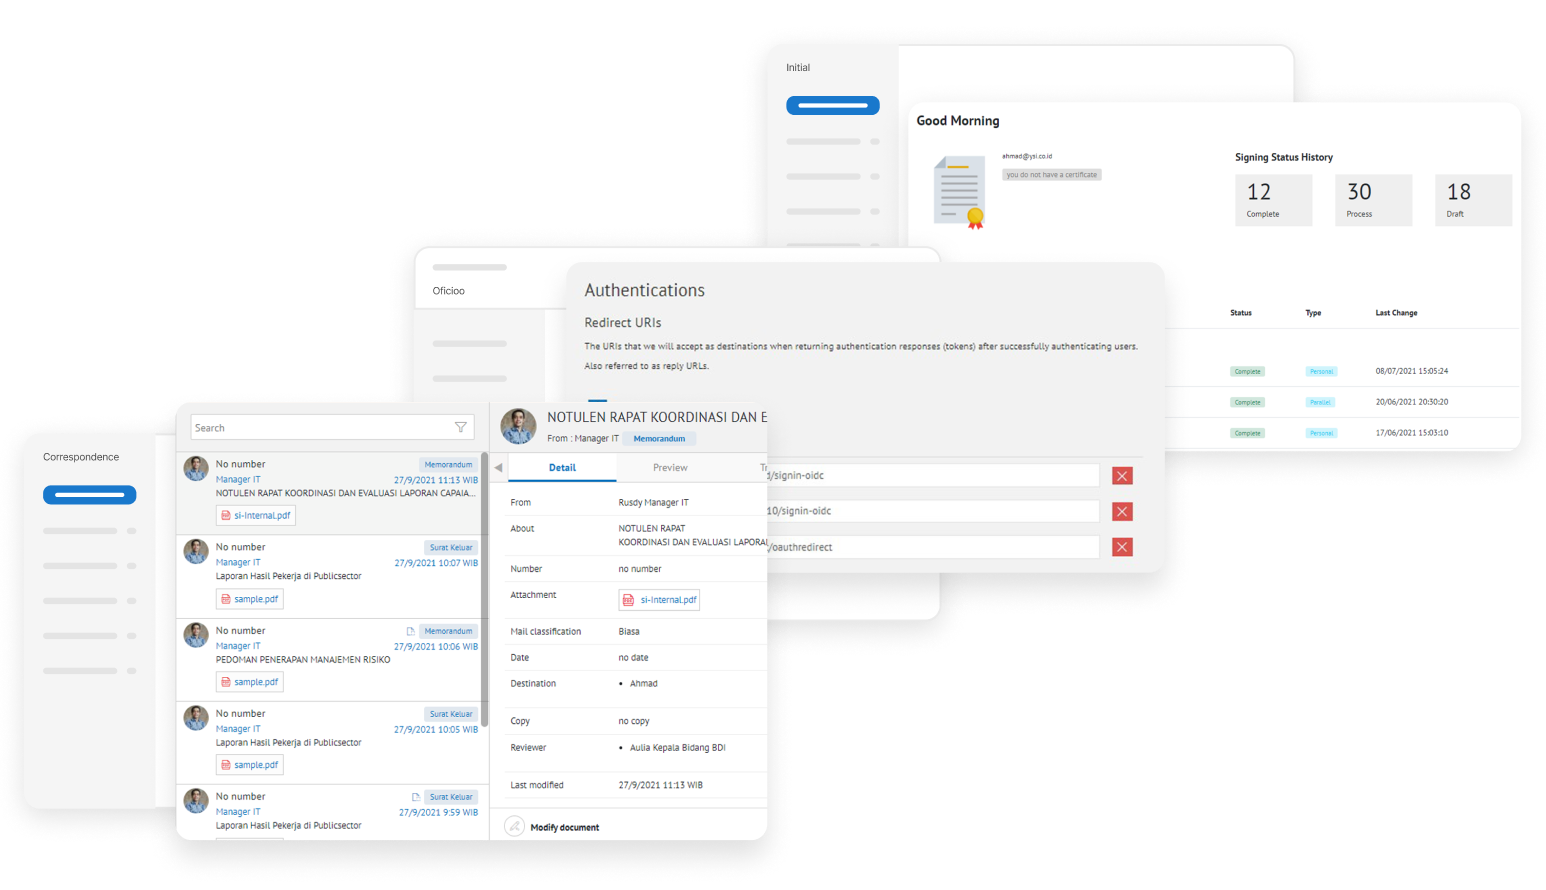 Initial
Good Morning
ahmad@ysi.co.id
you do not have a certificate
Signing Status History
12
Complete
30
Process
18
Draft
Status
Type
Last Change
Complete
Personal
08/07/2021 15:05:24
Complete
Parallel
20/06/2021 20:30:20
Complete
Personal
17/06/2021 15:03:10
Oficioo
Authentications
Redirect URIs
The URIs that we will accept as destinations when returning authentication responses (tokens) after successfully authenticating users.
Also referred to as reply URLs.
/signin-oidc
10/signin-oidc
/oauthredirect
Correspondence
Search
No number
Memorandum
Manager IT
27/9/2021 11:13 WIB
NOTULEN RAPAT KOORDINASI DAN EVALUASI LAPORAN CAPAIA...
si-Internal.pdf
No number
Surat Keluar
Manager IT
27/9/2021 10:07 WIB
Laporan Hasil Pekerja di Publicsector
sample.pdf
No number
Memorandum
Manager IT
27/9/2021 10:06 WIB
PEDOMAN PENERAPAN MANAJEMEN RISIKO
sample.pdf
No number
Surat Keluar
Manager IT
27/9/2021 10:05 WIB
Laporan Hasil Pekerja di Publicsector
sample.pdf
No number
Surat Keluar
Manager IT
27/9/2021 9:59 WIB
Laporan Hasil Pekerja di Publicsector
NOTULEN RAPAT KOORDINASI DAN E
From : Manager IT
Memorandum
Detail
Preview
From
Rusdy Manager IT
About
NOTULEN RAPAT
KOORDINASI DAN EVALUASI LAPORA
Number
no number
Attachment
si-Internal.pdf
Mail classification
Biasa
Date
no date
Destination
• Ahmad
Copy
no copy
Reviewer
• Aulia Kepala Bidang BDI
Last modified
27/9/2021 11:13 WIB
Modify document